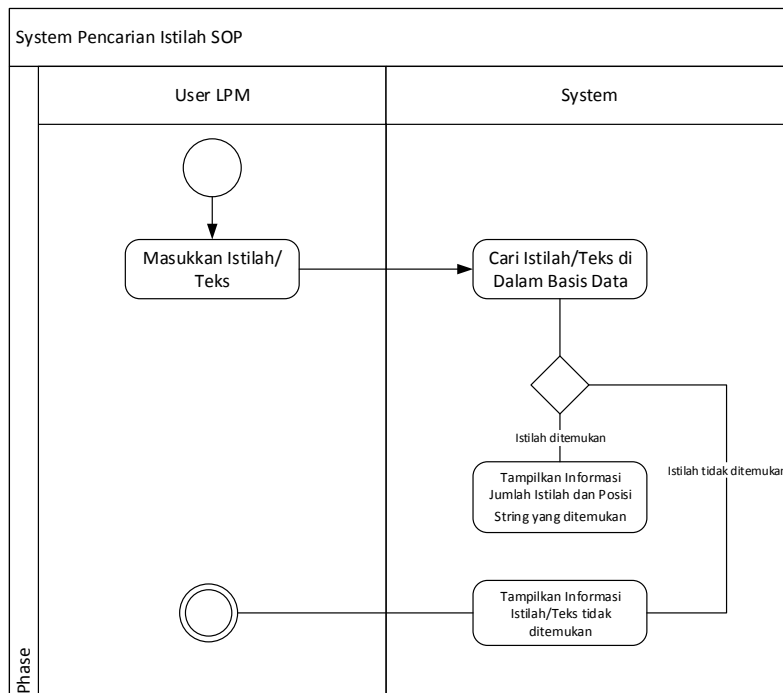 System Pencarian Istilah SOP
User LPM
System
Masukkan Istilah/
Teks
Cari Istilah/Teks di
Dalam Basis Data
Istilah ditemukan
Istilah tidak ditemukan
Tampilkan Informasi
Jumlah Istilah dan Posisi
String yang ditemukan
Tampilkan Informasi
Istilah/Teks tidak
ditemukan
Phase